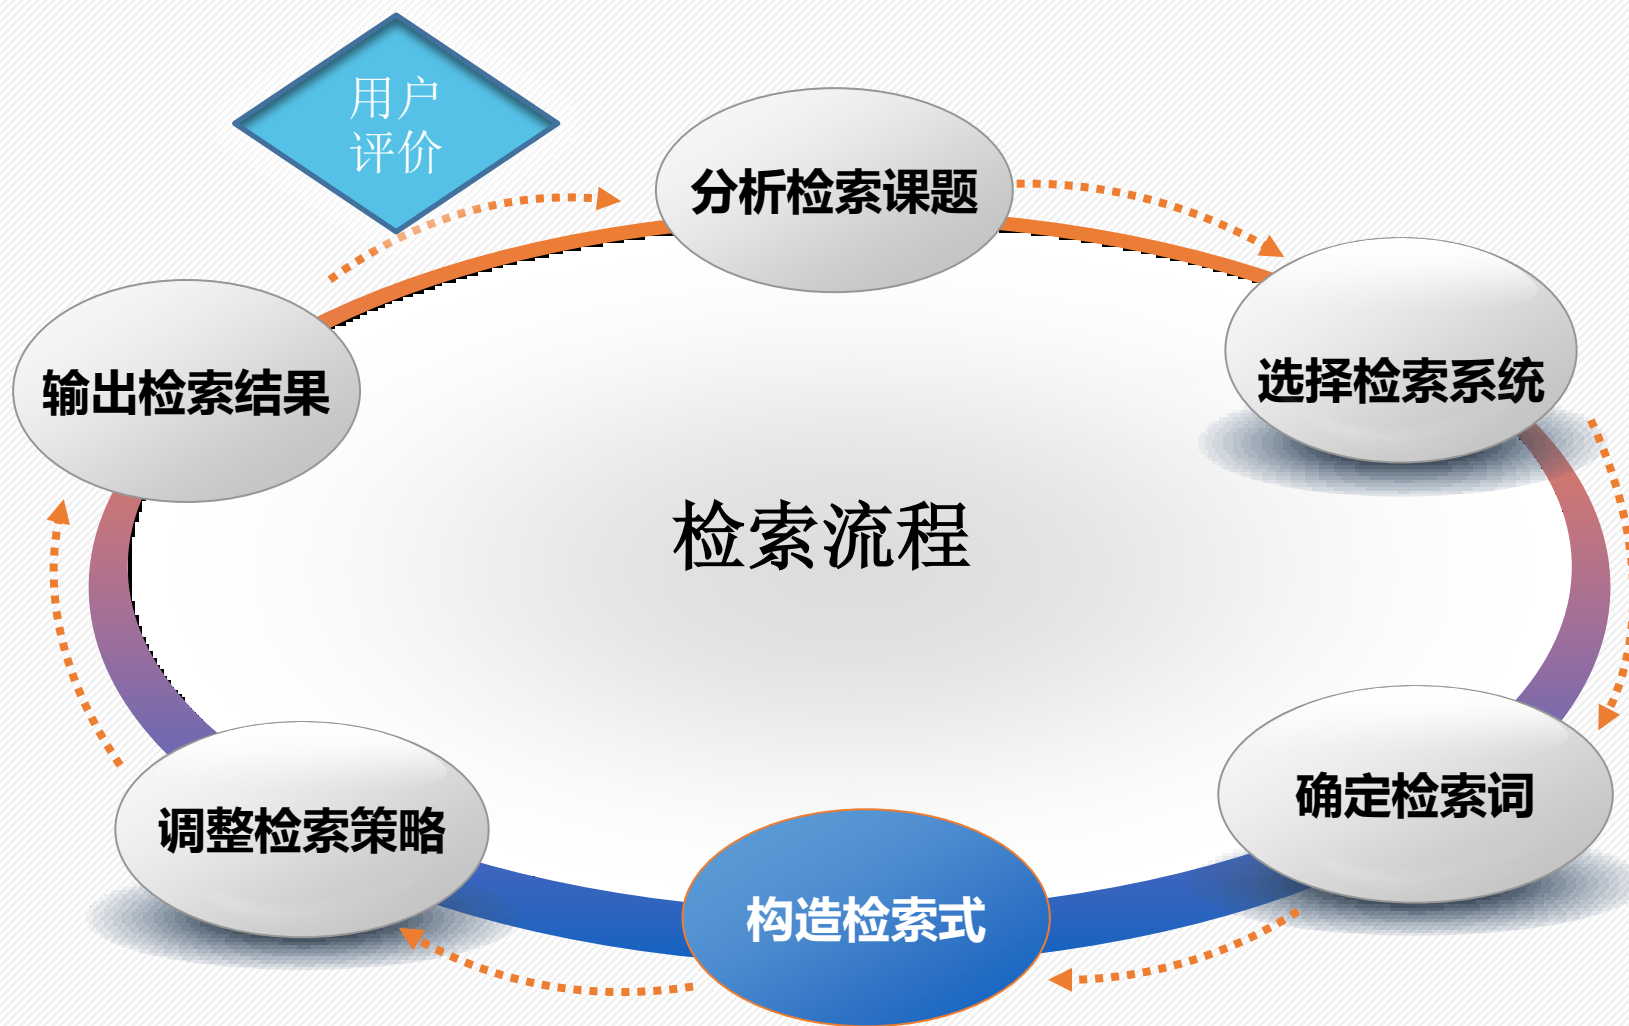 用户
评价
分析检索课题
选择检索系统
输出检索结果
检索流程
确定检索词
调整检索策略
构造检索式